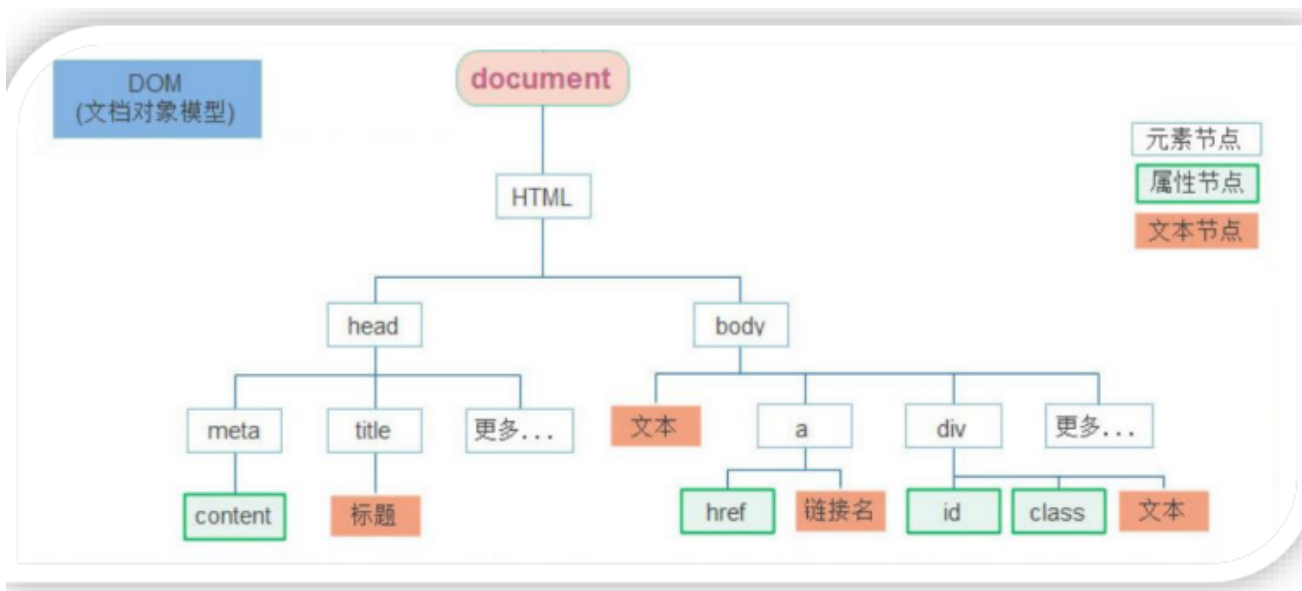 DOM
(文档对象模型)
document
元素节点
属性节点
文本节点
HTML
head
body
meta
title
更多...
文本
a
div
更多...
content
标题
href
链接名
id
class
文本